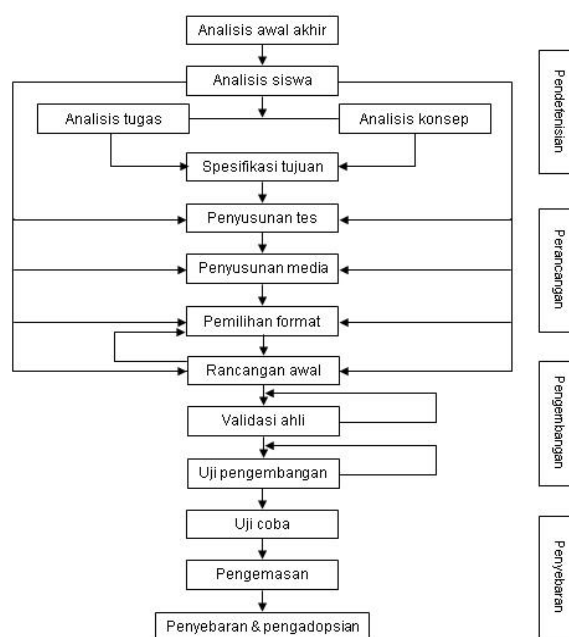 Analisis awal akhir
Analisis siswa
Analisis tugas
Analisis konsep
Spesifikasi tujuan
Penyusunan tes
Penyusunan media
Pemilihan format
Rancangan awal
Validasi ahli
Uji pengembangan
Uji coba
Pengemasan
Penyebaran & pengadopsian
Pendefenisian
Perancangan
Pengembangan
Penyebaran